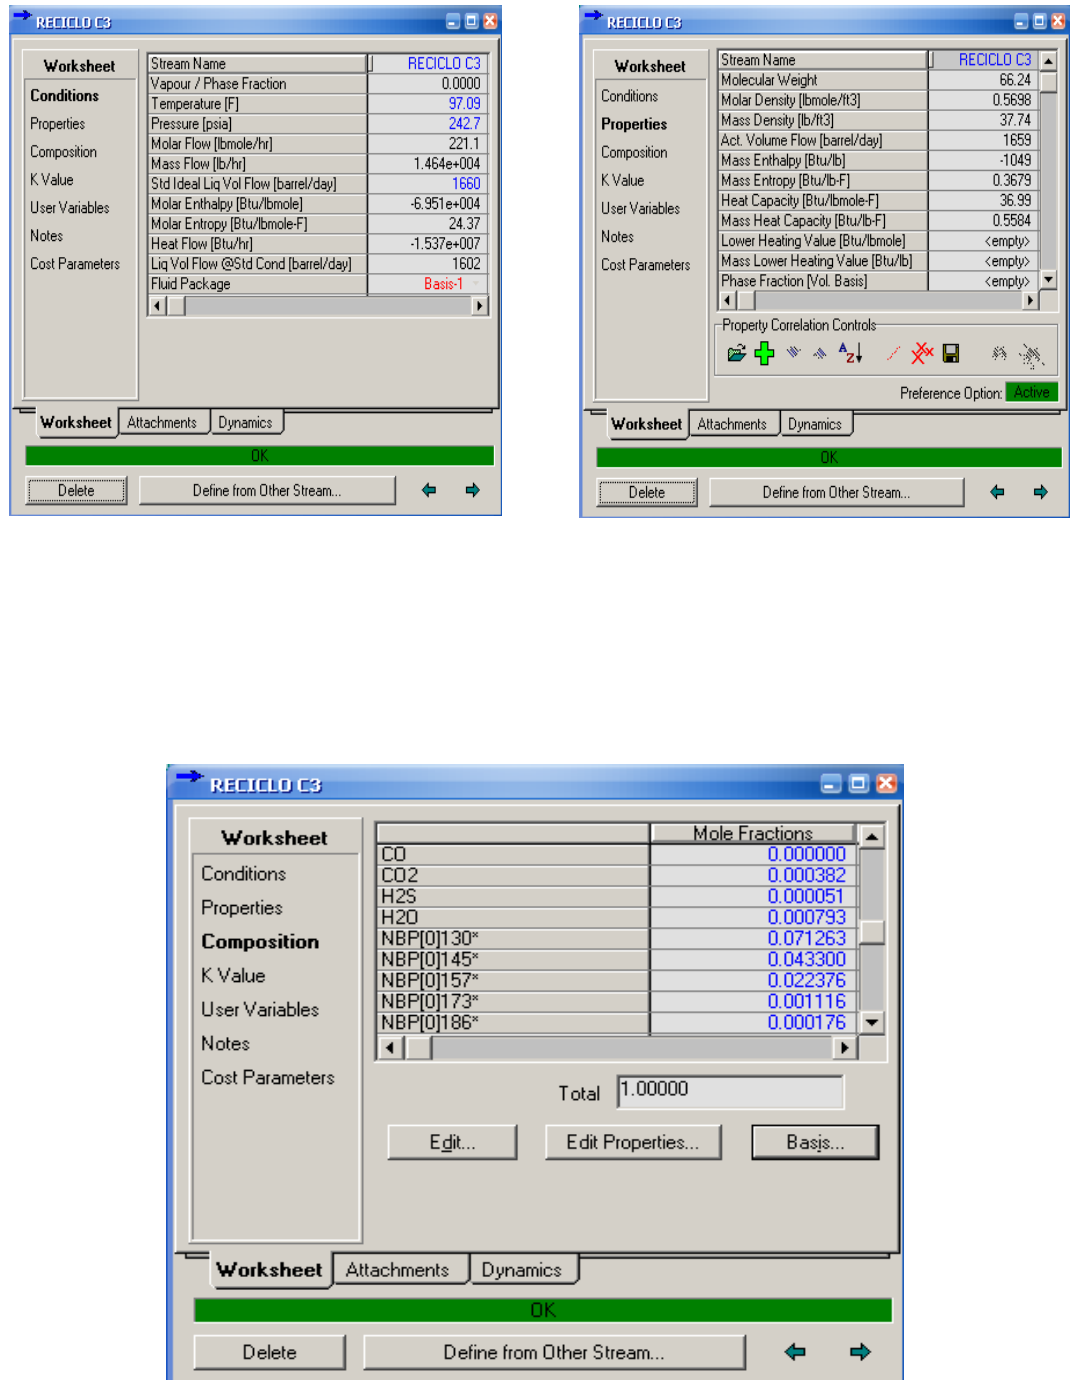 RECICLO C3
Worksheet
Conditions
Properties
Composition
K Value
User Variables
Notes
Cost Parameters
Stream Name RECICLO C3
Vapour / Phase Fraction 0.0000
Temperature [F] 97.09
Pressure [psia] 242.7
Molar Flow [lbmole/hr] 221.1
Mass Flow [lb/hr] 1.464e+004
Std Ideal Liq Vol Flow [barrel/day] 1660
Molar Enthalpy [Btu/lbmole] -6.951e+004
Molar Entropy [Btu/lbmole-F] 24.37
Heat Flow [Btu/hr] -1.537e+007
Liq Vol Flow @Std Cond [barrel/day] 1602
Fluid Package Basis-1
Worksheet Attachments Dynamics
OK
Delete Define from Other Stream...
RECICLO C3
Worksheet
Conditions
Properties
Composition
K Value
User Variables
Notes
Cost Parameters
Stream Name RECICLO C3
Molecular Weight 66.24
Molar Density [lbmole/ft3] 0.5698
Mass Density [lb/ft3] 37.74
Act. Volume Flow [barrel/day] 1659
Mass Enthalpy [Btu/lb] -1049
Mass Entropy [Btu/lb-F] 0.3679
Heat Capacity [Btu/lbmole-F] 36.99
Mass Heat Capacity [Btu/lb-F] 0.5584
Lower Heating Value [Btu/lbmole] <empty>
Mass Lower Heating Value [Btu/lb] <empty>
Phase Fraction [Vol. Basis] <empty>
Property Correlation Controls
Preference Option: Active
Worksheet Attachments Dynamics
OK
Delete Define from Other Stream...
RECICLO C3
Worksheet
Conditions
Properties
Composition
K Value
User Variables
Notes
Cost Parameters
Mole Fractions
CO 0.000000
CO2 0.000382
H2S 0.000051
H2O 0.000793
NBP[0]130* 0.071263
NBP[0]145* 0.043300
NBP[0]157* 0.022376
NBP[0]173* 0.001116
NBP[0]186* 0.000176
Total 1.00000
Edit... Edit Properties... Basis...
Worksheet Attachments Dynamics
OK
Delete Define from Other Stream...